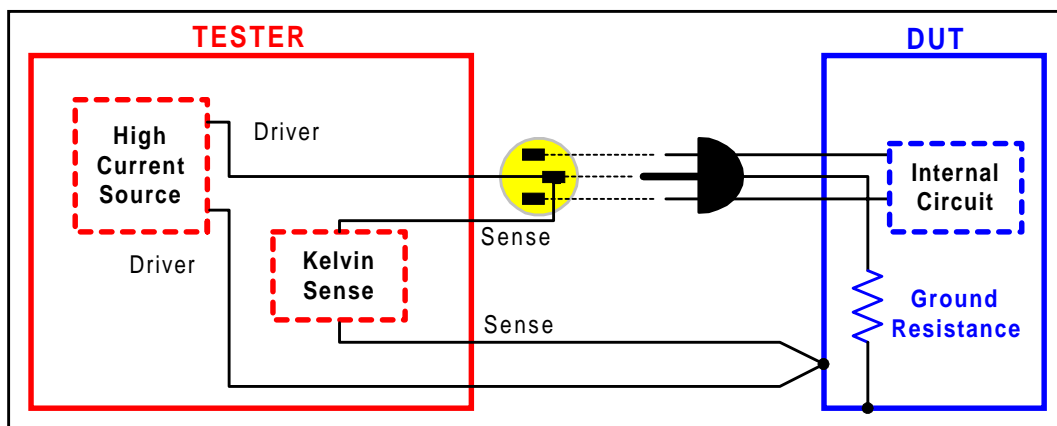 TESTER
DUT
High
Current
Source
Driver
Driver
Kelvin
Sense
Sense
Sense
Internal
Circuit
Ground
Resistance